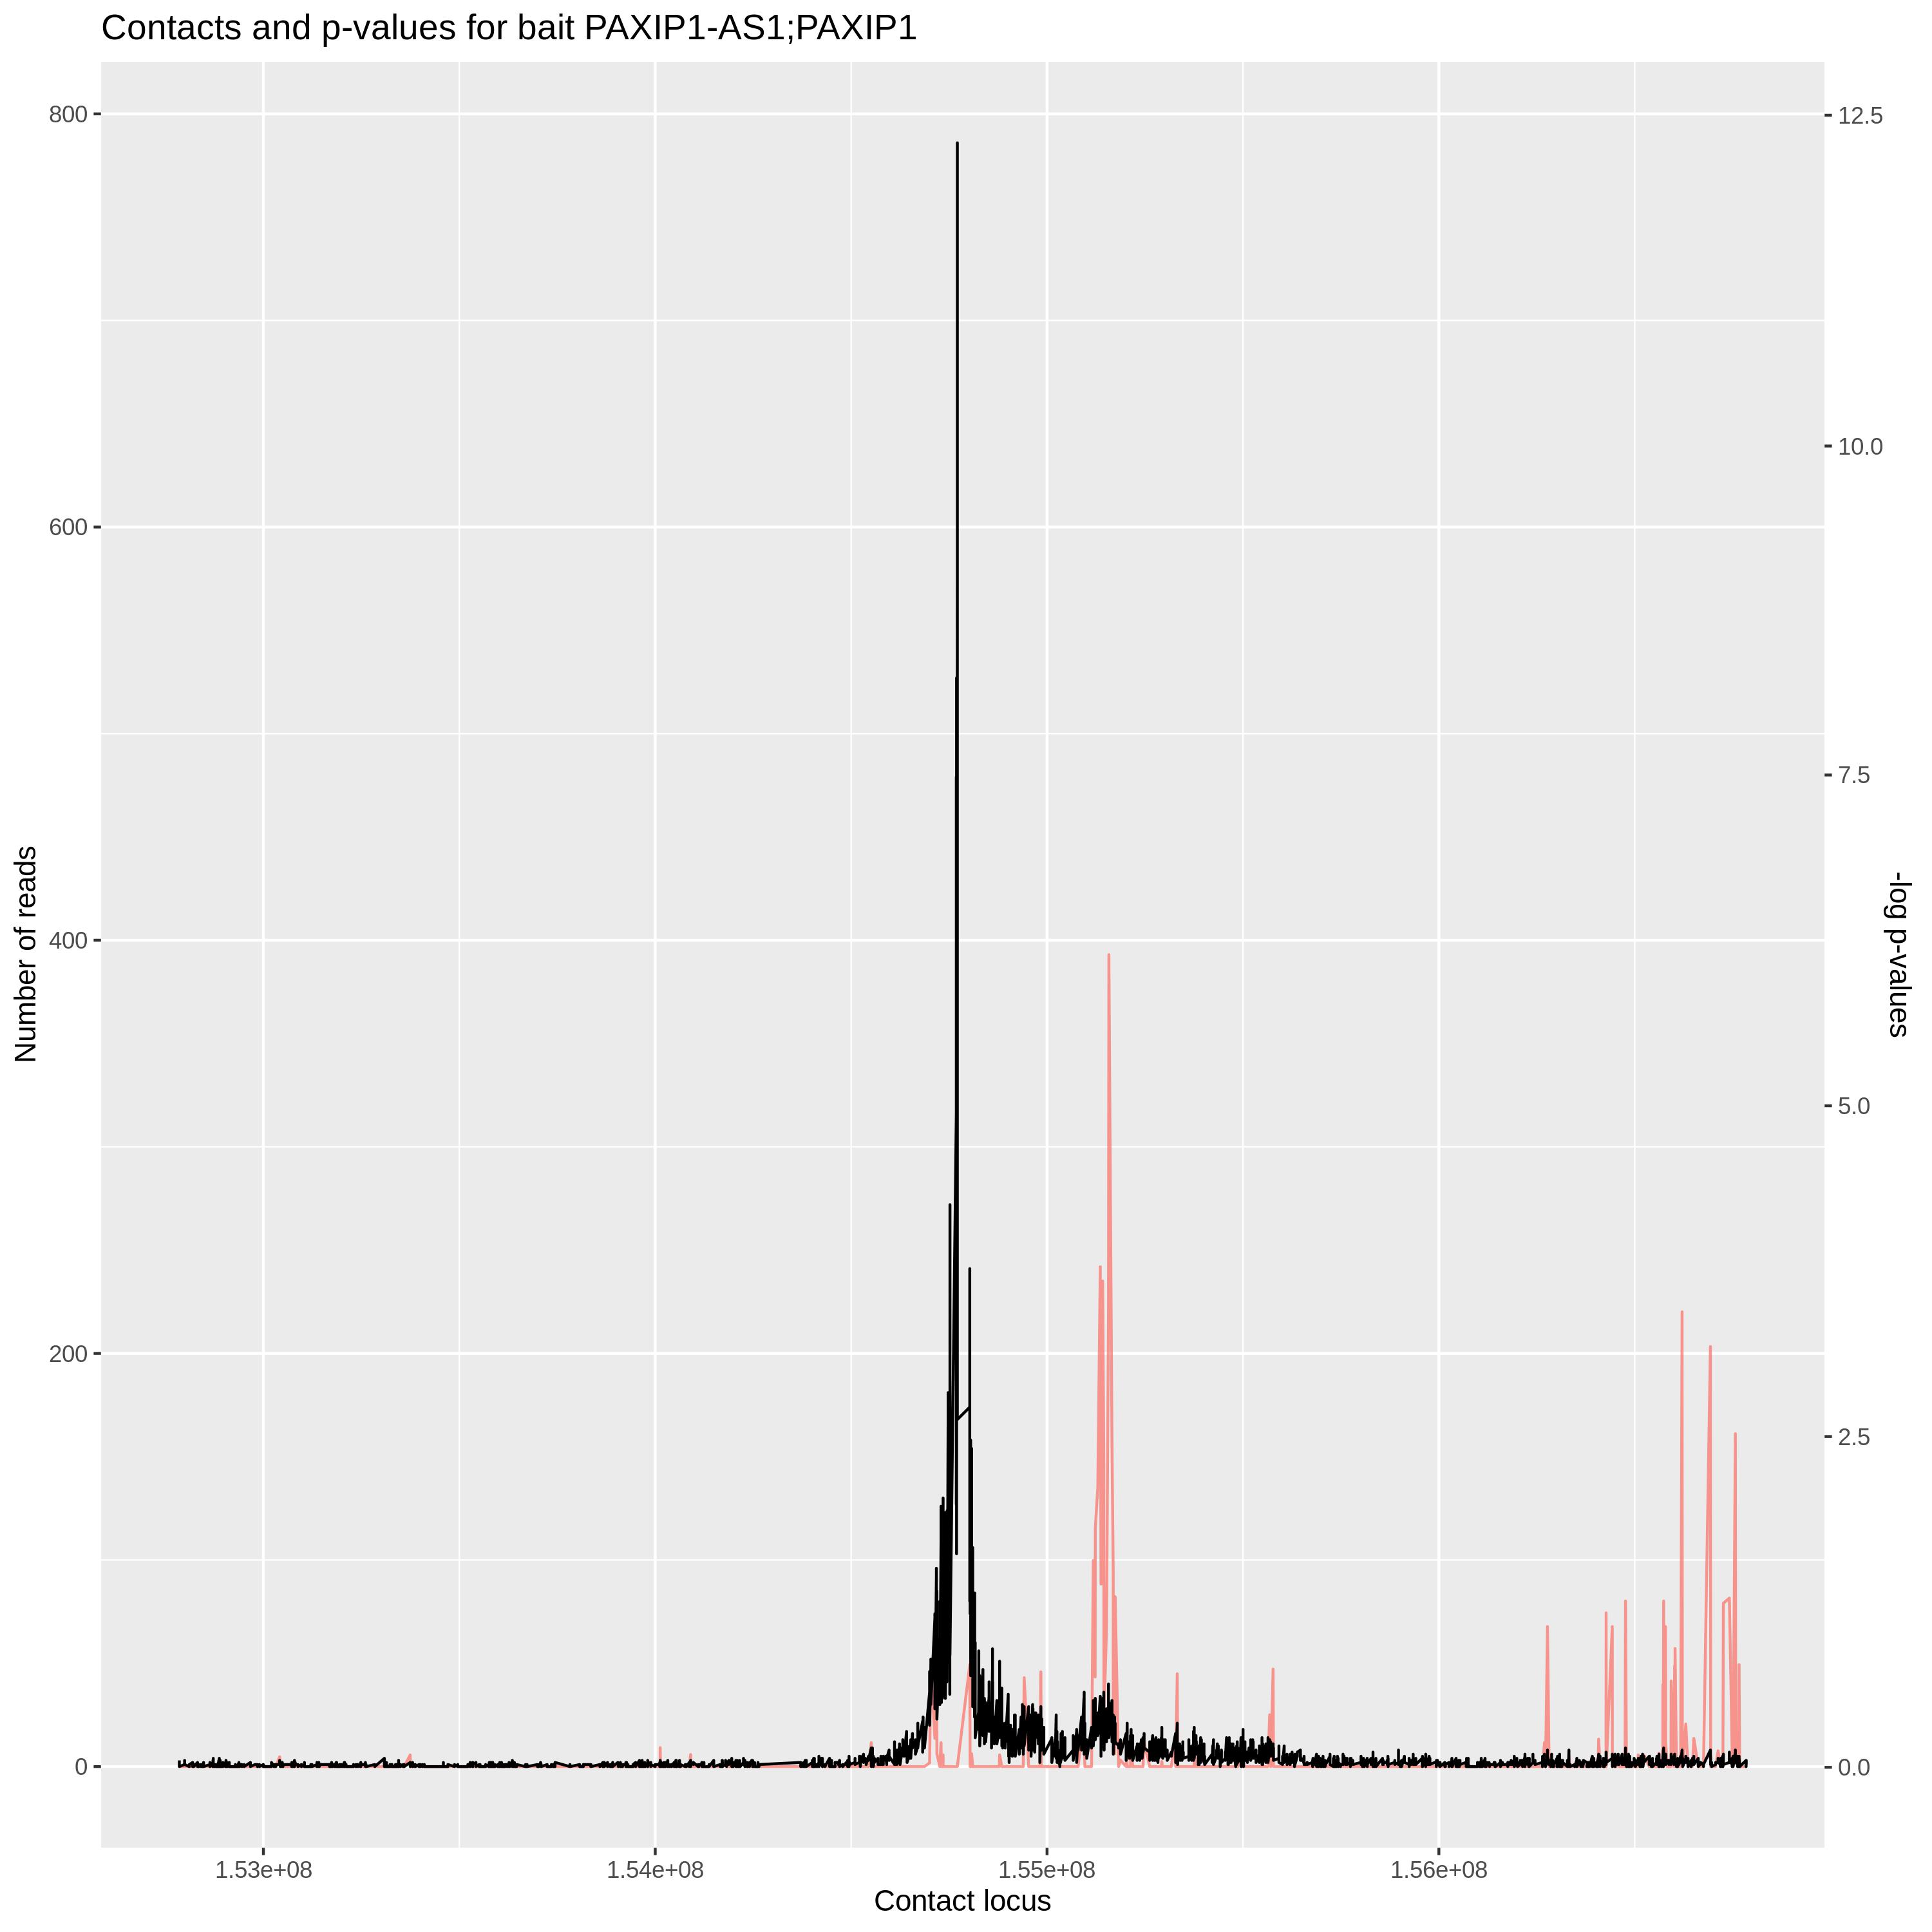 Contacts and p-values for bait PAXIP1-AS1;PAXIP1
800
600
400
200
0
Number of reads
12.5
10.0
7.5
5.0
2.5
0.0
-log p-values
1.53e+08
1.54e+08
1.55e+08
1.56e+08
Contact locus